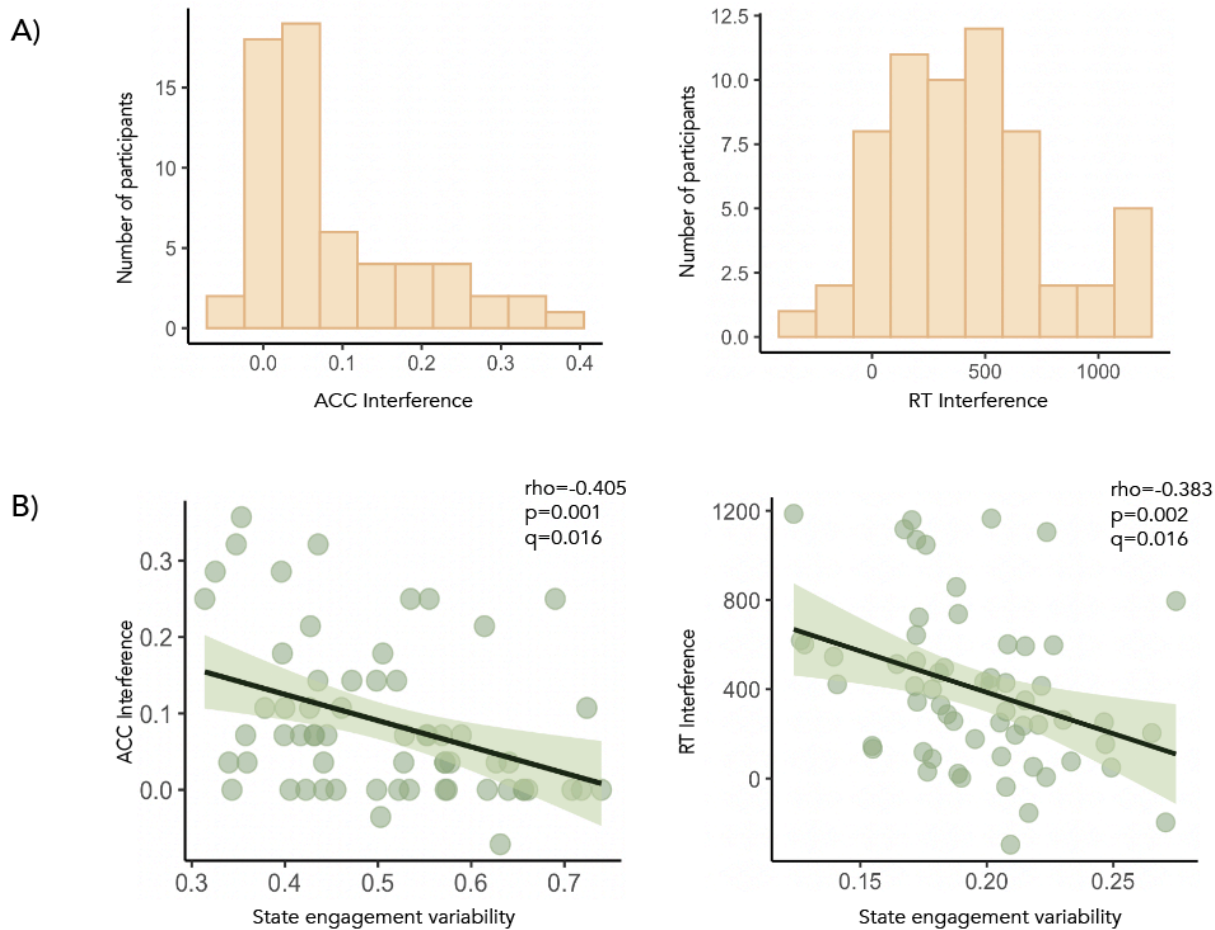 A)
Number of participants
15
10
5
0
0.0 0.1 0.2 0.3 0.4
ACC Interference
Number of participants
12.5
10.0
7.5
5.0
2.5
0.0
0 500 1000
RT Interference
B)
rho=-0.405
p=0.001
q=0.016
ACC Interference
0.3
0.2
0.1
0.0
0.3 0.4 0.5 0.6 0.7
State engagement variability
rho=-0.383
p=0.002
q=0.016
RT Interference
1200
800
400
0
0.15 0.20 0.25
State engagement variability